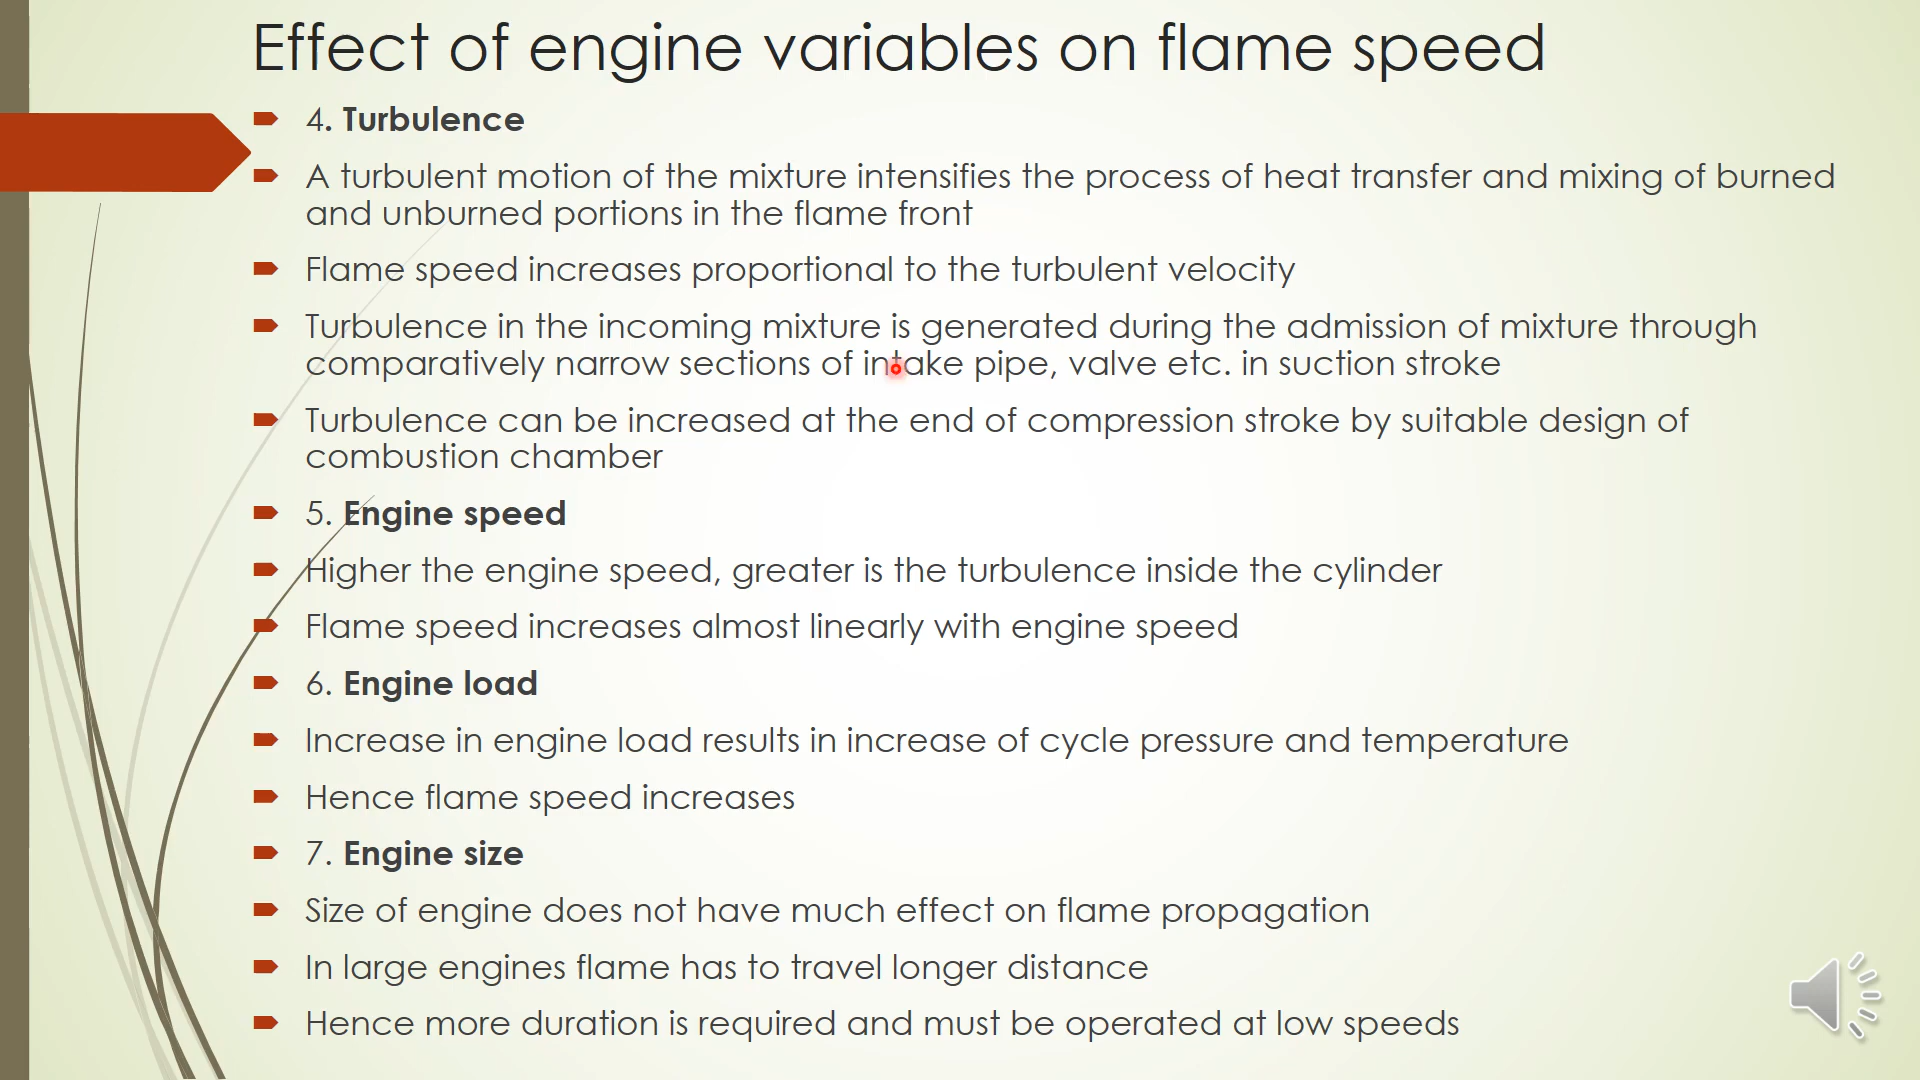 Effect of engine variables on flame speed
4. Turbulence
A turbulent motion of the mixture intensifies the process of heat transfer and mixing of burned
and unburned portions in the flame front
Flame speed increases proportional to the turbulent velocity
Turbulence in the incoming mixture is generated during the admission of mixture through
comparatively narrow sections of intake pipe, valve etc. in suction stroke
Turbulence can be increased at the end of compression stroke by suitable design of
combustion chamber
5. Engine speed
Higher the engine speed, greater is the turbulence inside the cylinder
Flame speed increases almost linearly with engine speed
6. Engine load
Increase in engine load results in increase of cycle pressure and temperature
Hence flame speed increases
7. Engine size
Size of engine does not have much effect on flame propagation
In large engines flame has to travel longer distance
Hence more duration is required and must be operated at low speeds